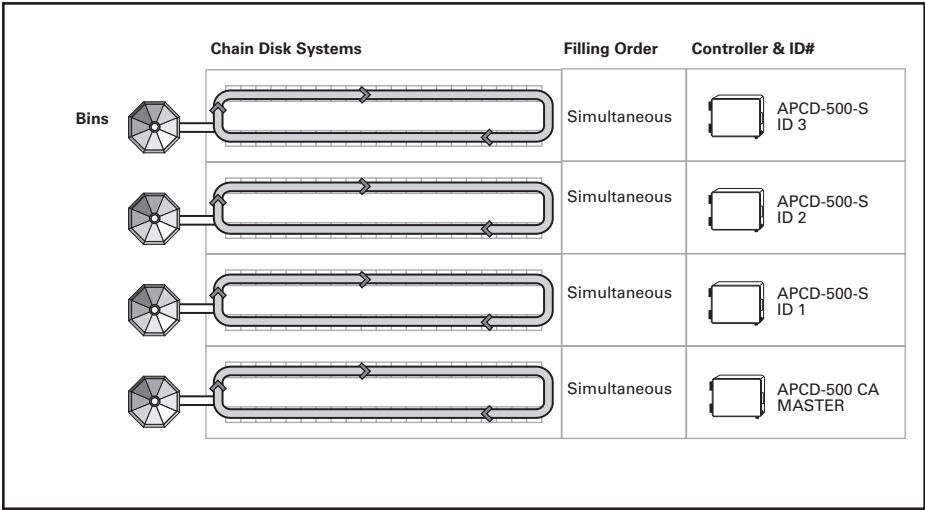 Chain Disk Systems Filling Order Controller & ID#
Bins
Simultaneous
APCD-500-S
ID 3
Simultaneous
APCD-500-S
ID 2
Simultaneous
APCD-500-S
ID 1
Simultaneous
APCD-500 CA
MASTER